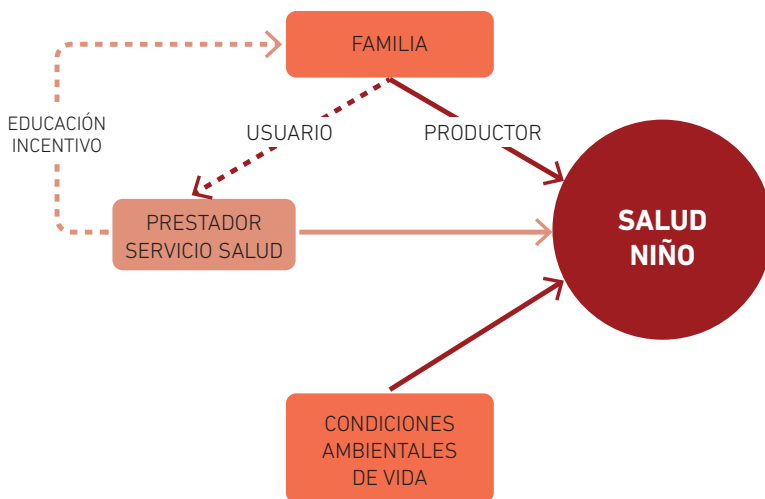 FAMILIA
EDUCACIÓN
INCENTIVO
USUARIO
PRODUCTOR
PRESTADOR
SERVICIO SALUD
SALUD
NIÑO
CONDICIONES
AMBIENTALES
DE VIDA